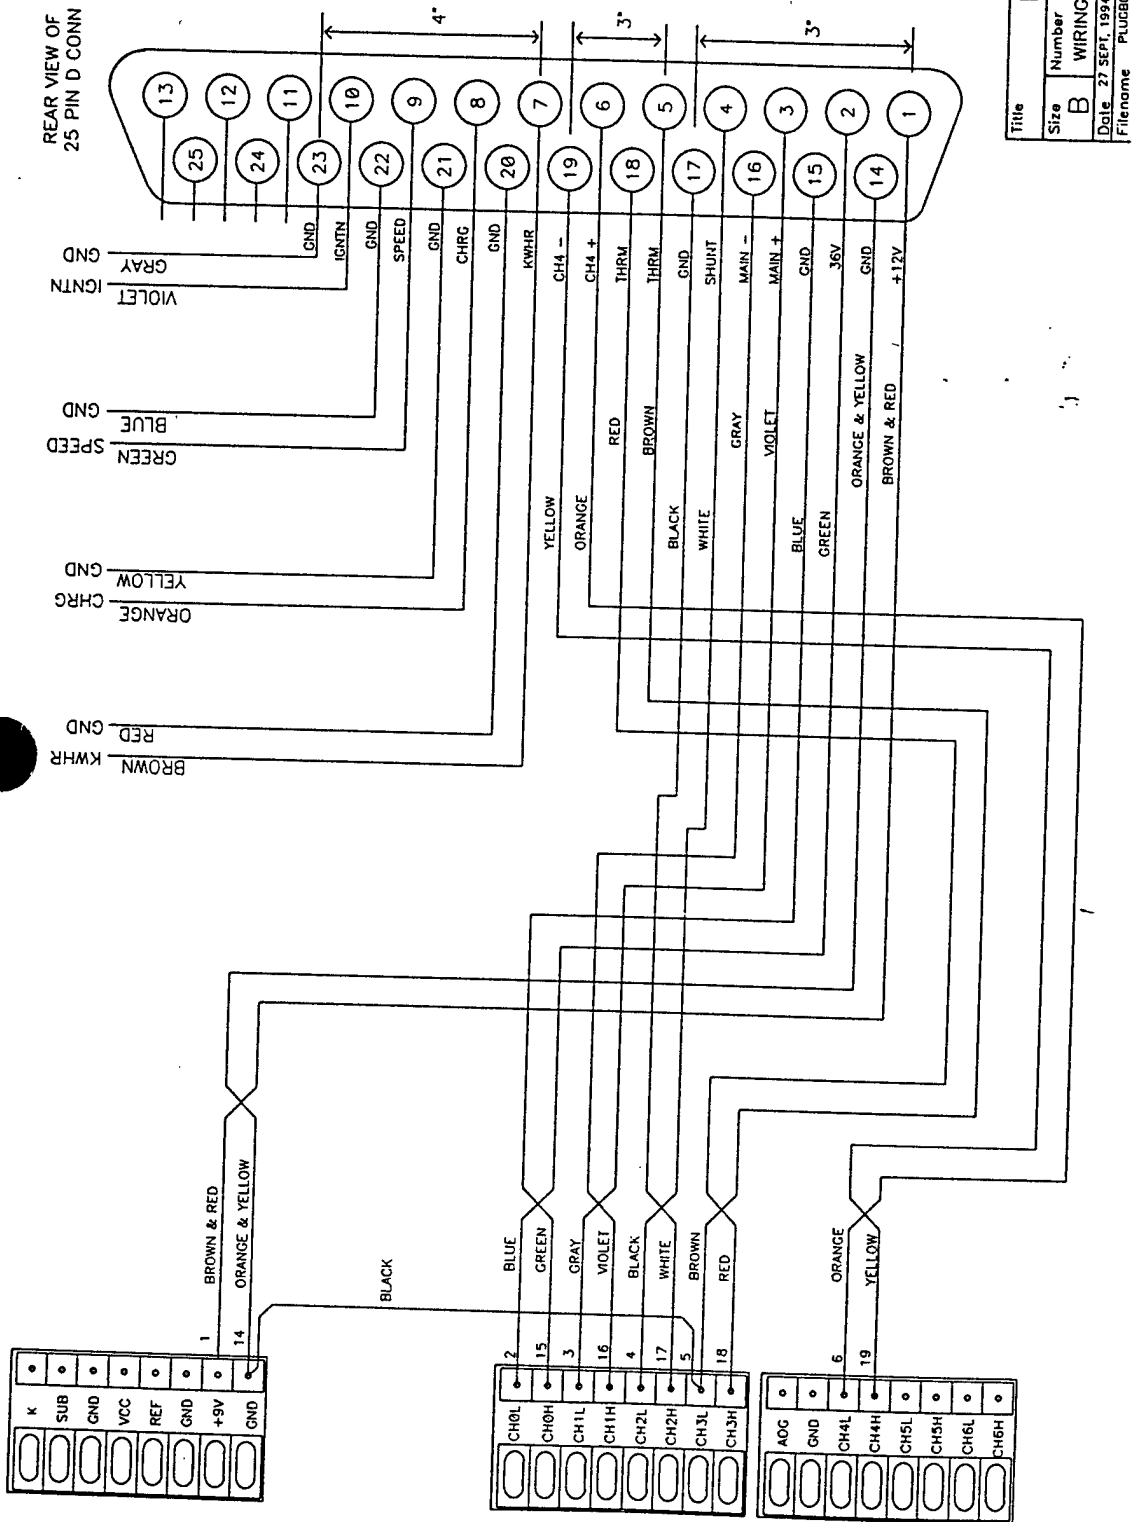 REAR VIEW OF
25 PIN D CONN
4"
3"
3"
13
12
11
10
9
8
7
6
5
4
3
2
1
25
24
23
22
21
20
19
18
17
16
15
14
GND
IGNTN
GND
SPEED
GND
CHRG
GND
KWHR
CH4 -
CH4 +
THRM
THRM
GND
SHUNT
MAIN -
MAIN +
GND
36V
GND
+12V
GND
GRAY
IGNTN
VIOLET
GND
BLUE
SPEED
GREEN
GND
YELLOW
CHRG
ORANGE
GND
RED
KWHR
BROWN
YELLOW
ORANGE
RED
BROWN
BLACK
WHITE
GRAY
VIOLET
BLUE
GREEN
ORANGE & YELLOW
BROWN & RED
BROWN & RED
ORANGE & YELLOW
BLACK
BLUE
GREEN
GRAY
VIOLET
BLACK
WHITE
BROWN
RED
ORANGE
YELLOW
1
14
2
15
3
16
4
17
5
18
6
19
K
SUB
GND
VCC
REF
GND
+9V
GND
CH0L
CH0H
CH1L
CH1H
CH2L
CH2H
CH3L
CH3H
AOG
GND
CH4L
CH4H
CH5L
CH5H
CH6L
CH6H
Title
Size Number
B WIRING
Date 27 SEPT, 1994
Filename